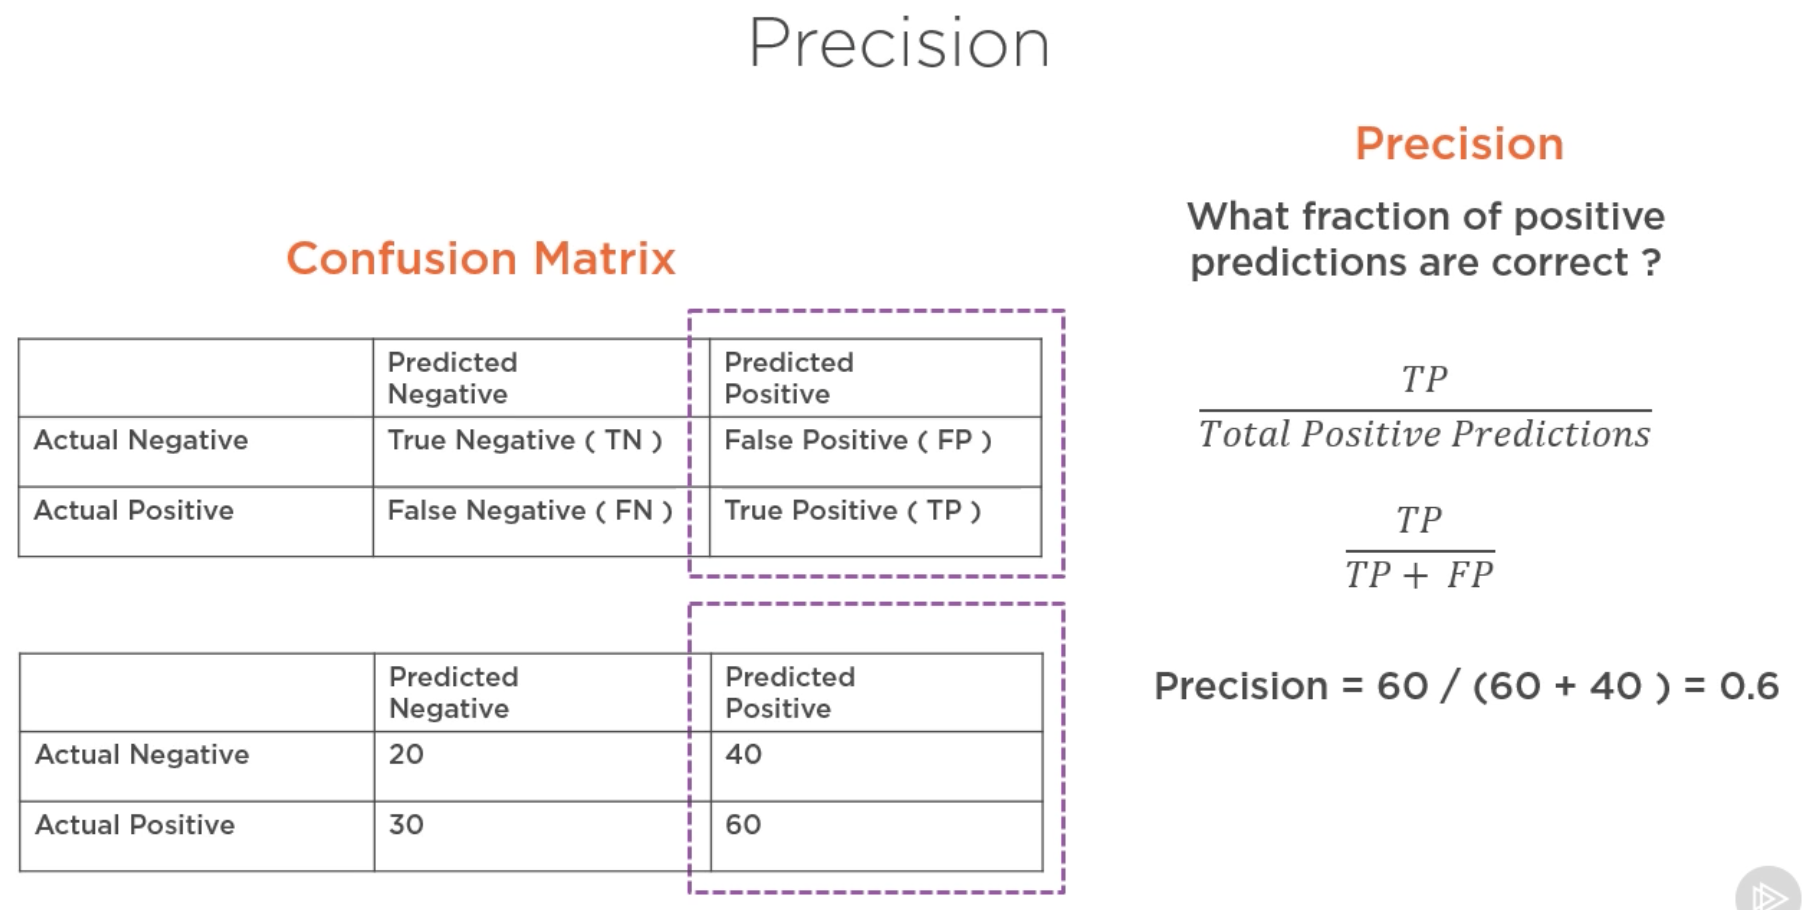 Precision
Confusion Matrix
Predicted
Negative
Predicted
Positive
Actual Negative
True Negative ( TN )
False Positive ( FP )
Actual Positive
False Negative ( FN )
True Positive ( TP )
Predicted
Negative
Predicted
Positive
Actual Negative
20
40
Actual Positive
30
60
Precision
What fraction of positive
predictions are correct ?
TP
Total Positive Predictions
TP
TP + FP
Precision = 60 / (60 + 40 ) = 0.6